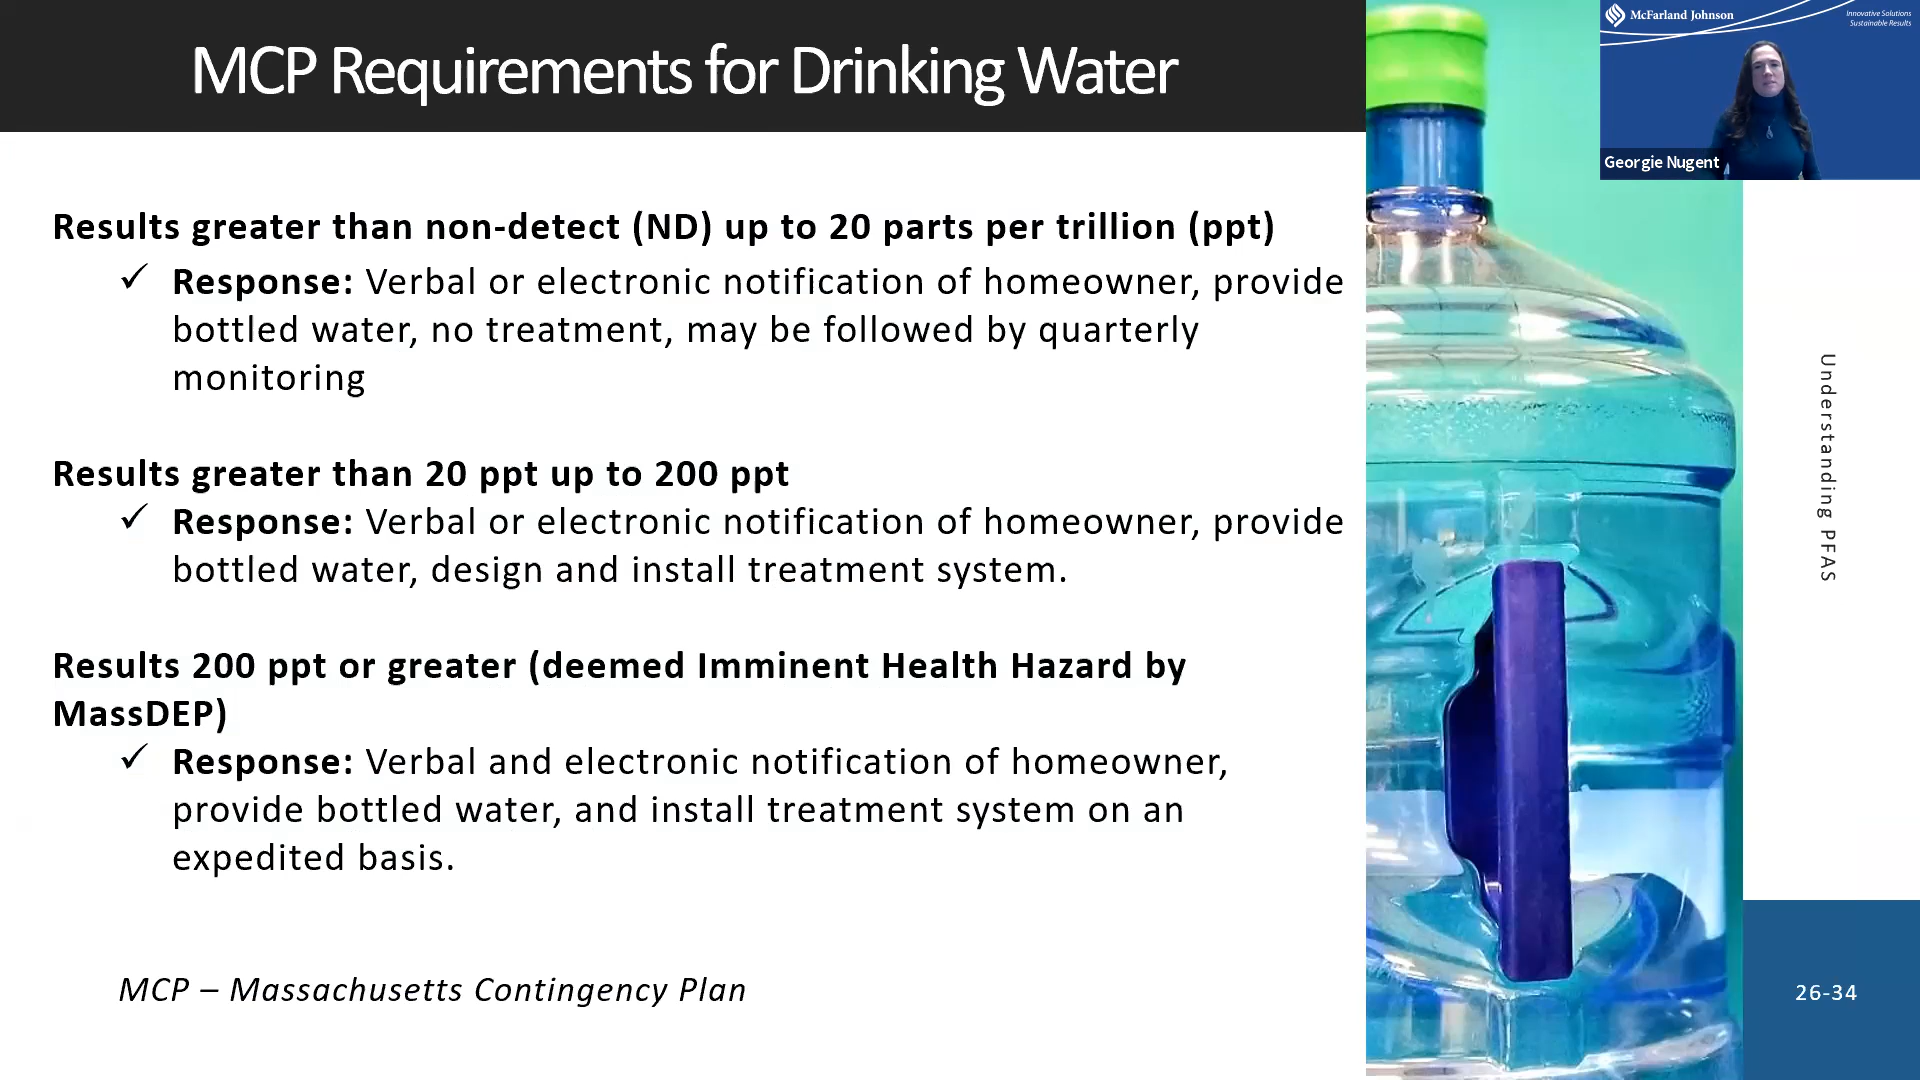 MCP Requirements for Drinking Water
McFarland Johnson
Innovative Solutions
Sustainable Results
Georgie Nugent
Results greater than non-detect (ND) up to 20 parts per trillion (ppt)
✓ Response: Verbal or electronic notification of homeowner, provide
bottled water, no treatment, may be followed by quarterly
monitoring
Results greater than 20 ppt up to 200 ppt
✓ Response: Verbal or electronic notification of homeowner, provide
bottled water, design and install treatment system.
Results 200 ppt or greater (deemed Imminent Health Hazard by
MassDEP)
✓ Response: Verbal and electronic notification of homeowner,
provide bottled water, and install treatment system on an
expedited basis.
MCP – Massachusetts Contingency Plan
Understanding PFAS
26-34